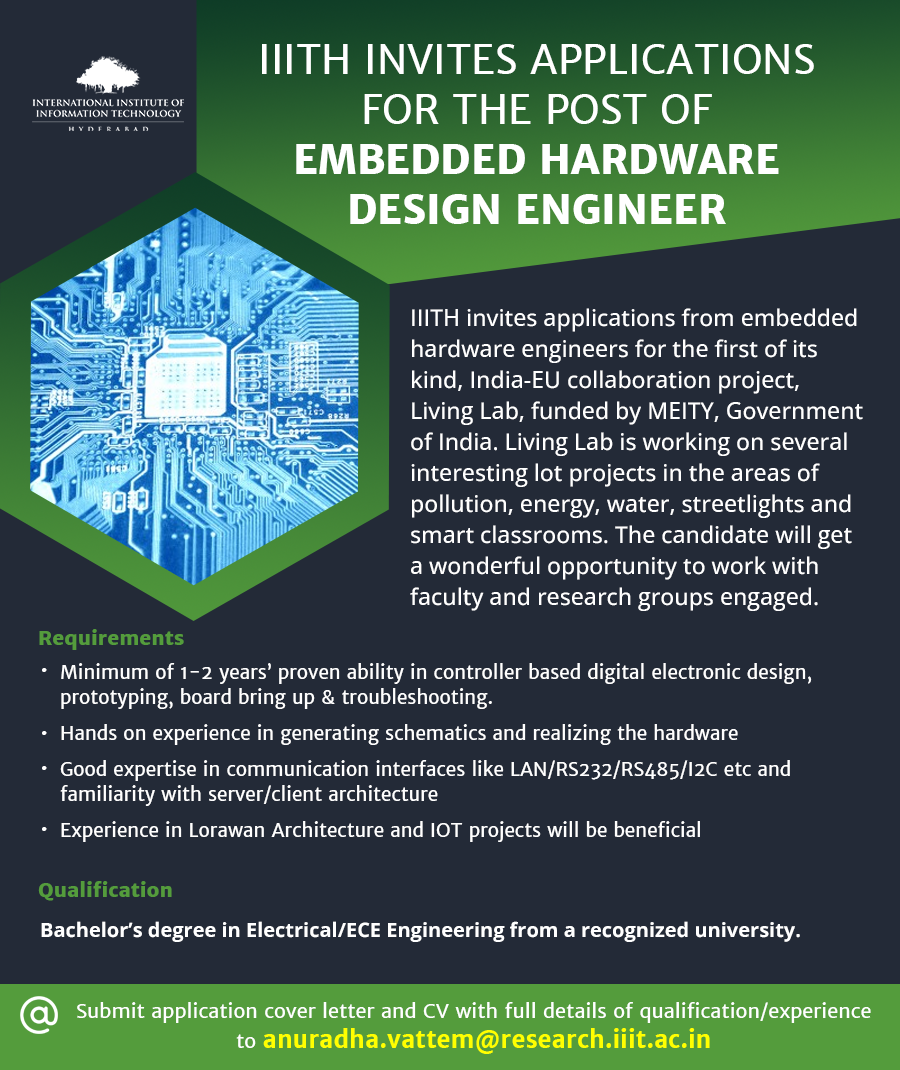 INTERNATIONAL INSTITUTE OF
INFORMATION TECHNOLOGY
HYDERABAD
IIITH INVITES APPLICATIONS
FOR THE POST OF
EMBEDDED HARDWARE
DESIGN ENGINEER
IIITH invites applications from embedded
hardware engineers for the first of its
kind, India-EU collaboration project,
Living Lab, funded by MEITY, Government
of India. Living Lab is working on several
interesting lot projects in the areas of
pollution, energy, water, streetlights and
smart classrooms. The candidate will get
a wonderful opportunity to work with
faculty and research groups engaged.
Requirements
• Minimum of 1-2 years’ proven ability in controller based digital electronic design,
prototyping, board bring up & troubleshooting.
• Hands on experience in generating schematics and realizing the hardware
• Good expertise in communication interfaces like LAN/RS232/RS485/I2C etc and
familiarity with server/client architecture
• Experience in Lorawan Architecture and IOT projects will be beneficial
Qualification
Bachelor’s degree in Electrical/ECE Engineering from a recognized university.
@ Submit application cover letter and CV with full details of qualification/experience
to anuradha.vattem@research.iiit.ac.in